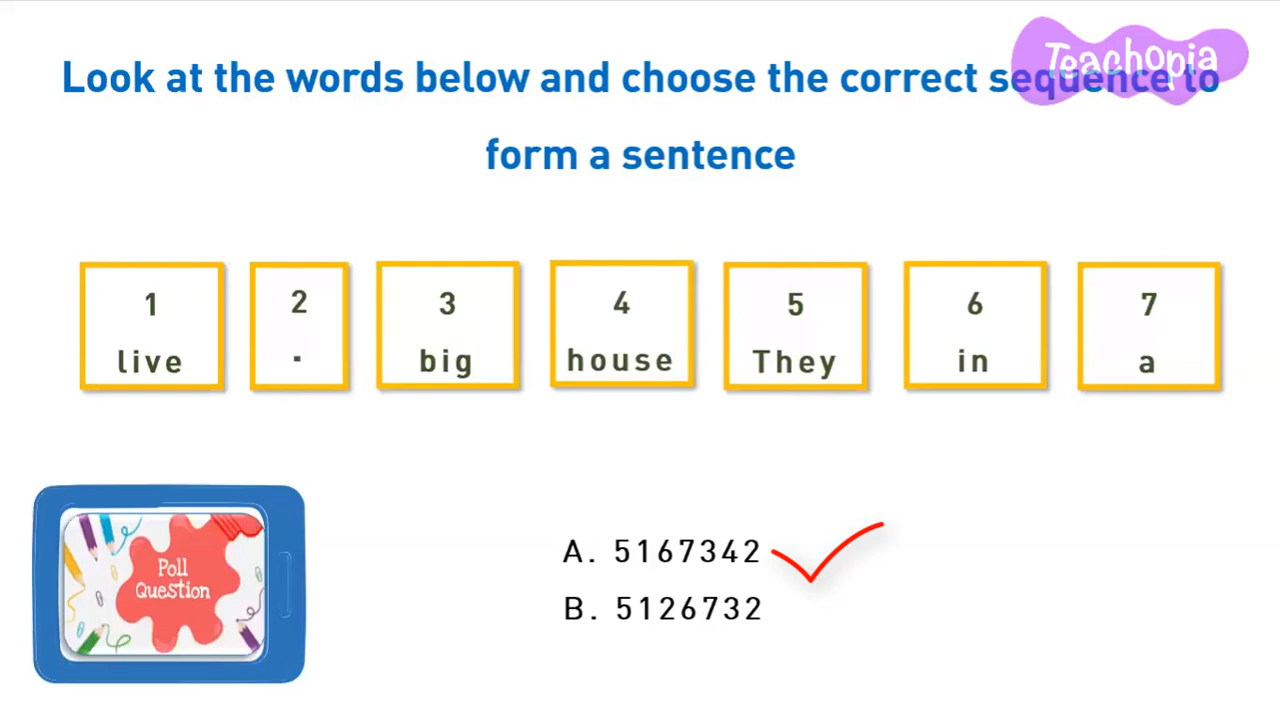 Look at the words below and choose the correct sequence to
Teachopia
form a sentence
1 2 3 4 5 6 7
live . big house They in a
Poll
Question
A. 5167342
B. 5126732